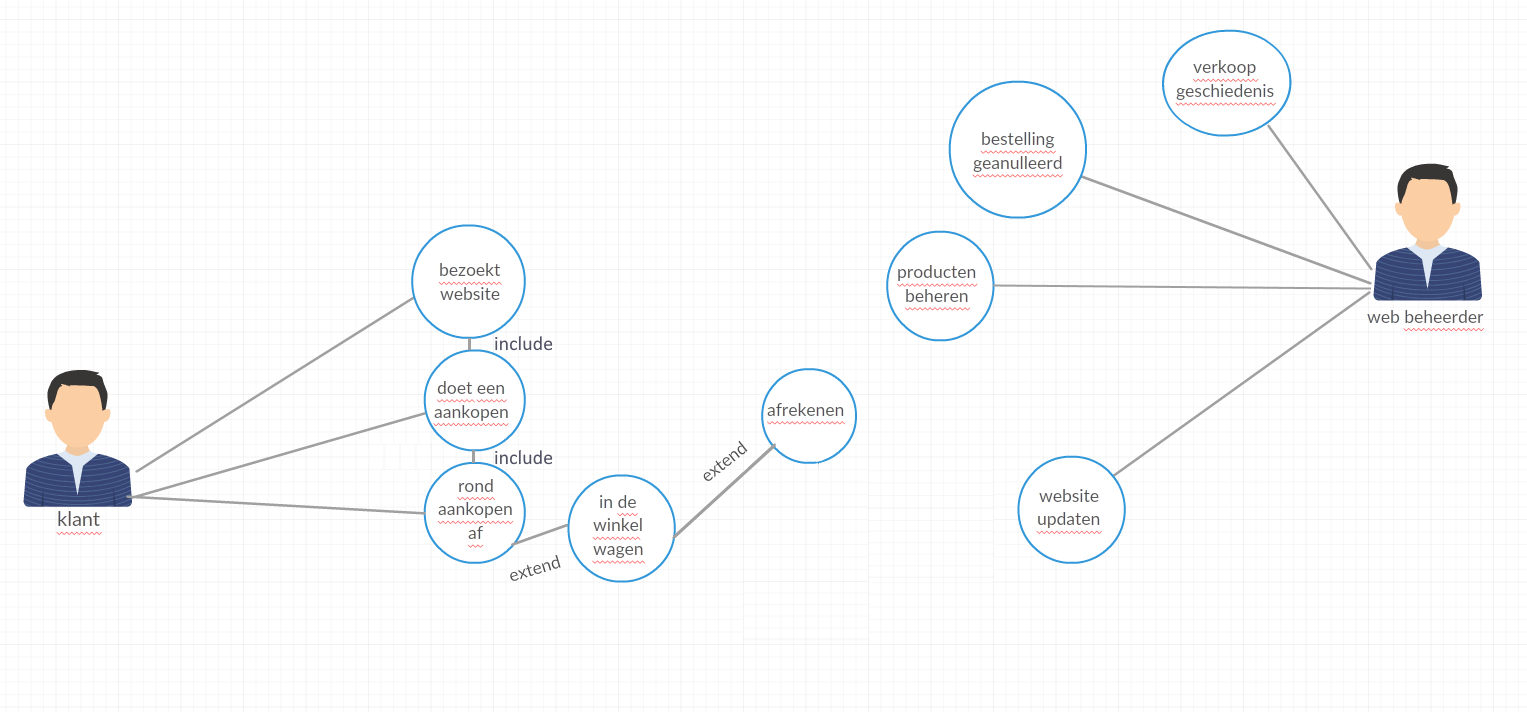 verkoop
geschiedenis
bestelling
geanulleerd
producten
beheren
web beheerder
website
updaten
bezoekt
website
include
doet een
aankopen
include
rond
aankopen
af
klant
extend
in de
winkel
wagen
extend
afrekenen